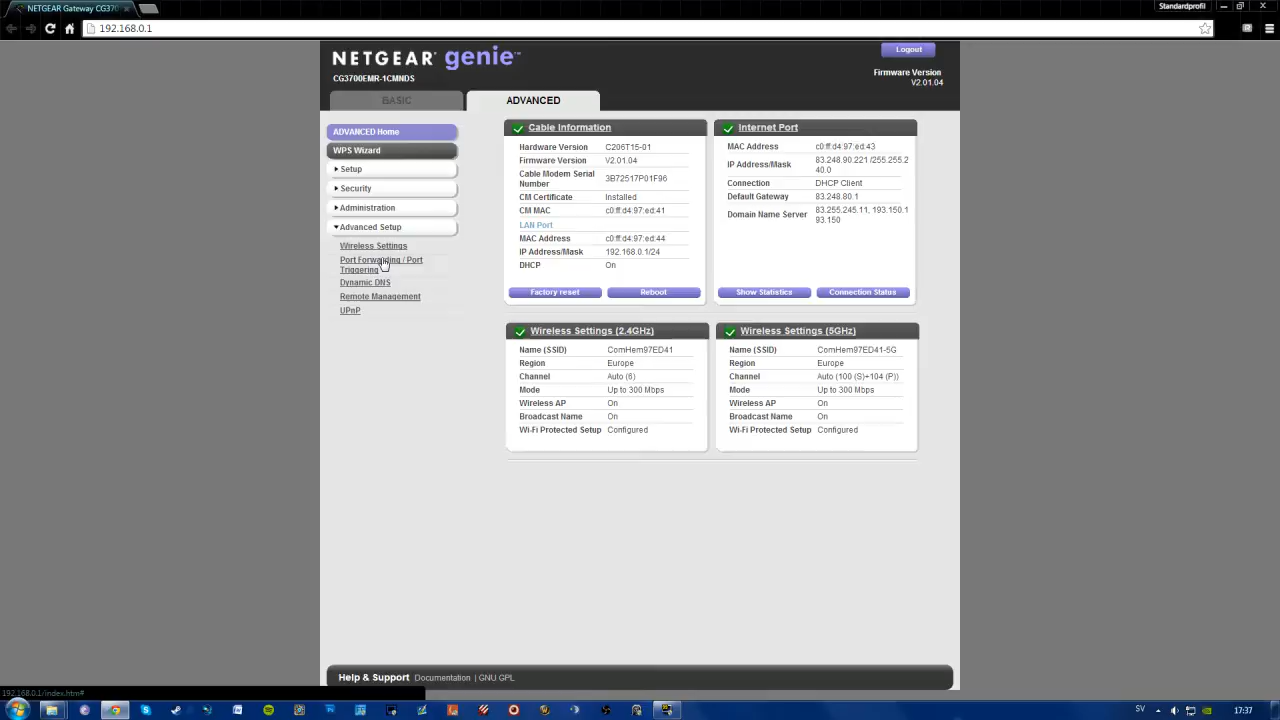 NETGEAR Gateway CG370
Standardprofil
192.168.0.1
NETGEAR genie™
Logout
CG3700EMR-1CMNDS
Firmware Version
V2.01.04
BASIC
ADVANCED
ADVANCED Home
WPS Wizard
Setup
Security
Administration
Advanced Setup
Wireless Settings
Port Forwarding / Port
Triggering
Dynamic DNS
Remote Management
UPnP
Cable Information
Hardware Version C206T15-01
Firmware Version V2.01.04
Cable Modem Serial
Number 3B72517P01F96
CM Certificate Installed
CM MAC c0:ff:d4:97:ed:41
LAN Port
MAC Address c0:ff:d4:97:ed:44
IP Address/Mask 192.168.0.1/24
DHCP On
Factory reset Reboot
Internet Port
MAC Address c0:ff:d4:97:ed:43
IP Address/Mask 83.248.90.221 /255.255.2
40.0
Connection DHCP Client
Default Gateway 83.248.80.1
Domain Name Server 83.255.245.11, 193.150.1
93.150
Show Statistics Connection Status
Wireless Settings (2.4GHz)
Name (SSID) ComHem97ED41
Region Europe
Channel Auto (6)
Mode Up to 300 Mbps
Wireless AP On
Broadcast Name On
Wi-Fi Protected Setup Configured
Wireless Settings (5GHz)
Name (SSID) ComHem97ED41-5G
Region Europe
Channel Auto (100 (S)+104 (P))
Mode Up to 300 Mbps
Wireless AP On
Broadcast Name On
Wi-Fi Protected Setup Configured
Help & Support Documentation | GNU GPL
192.168.0.1/index.htm#
SV 17:37